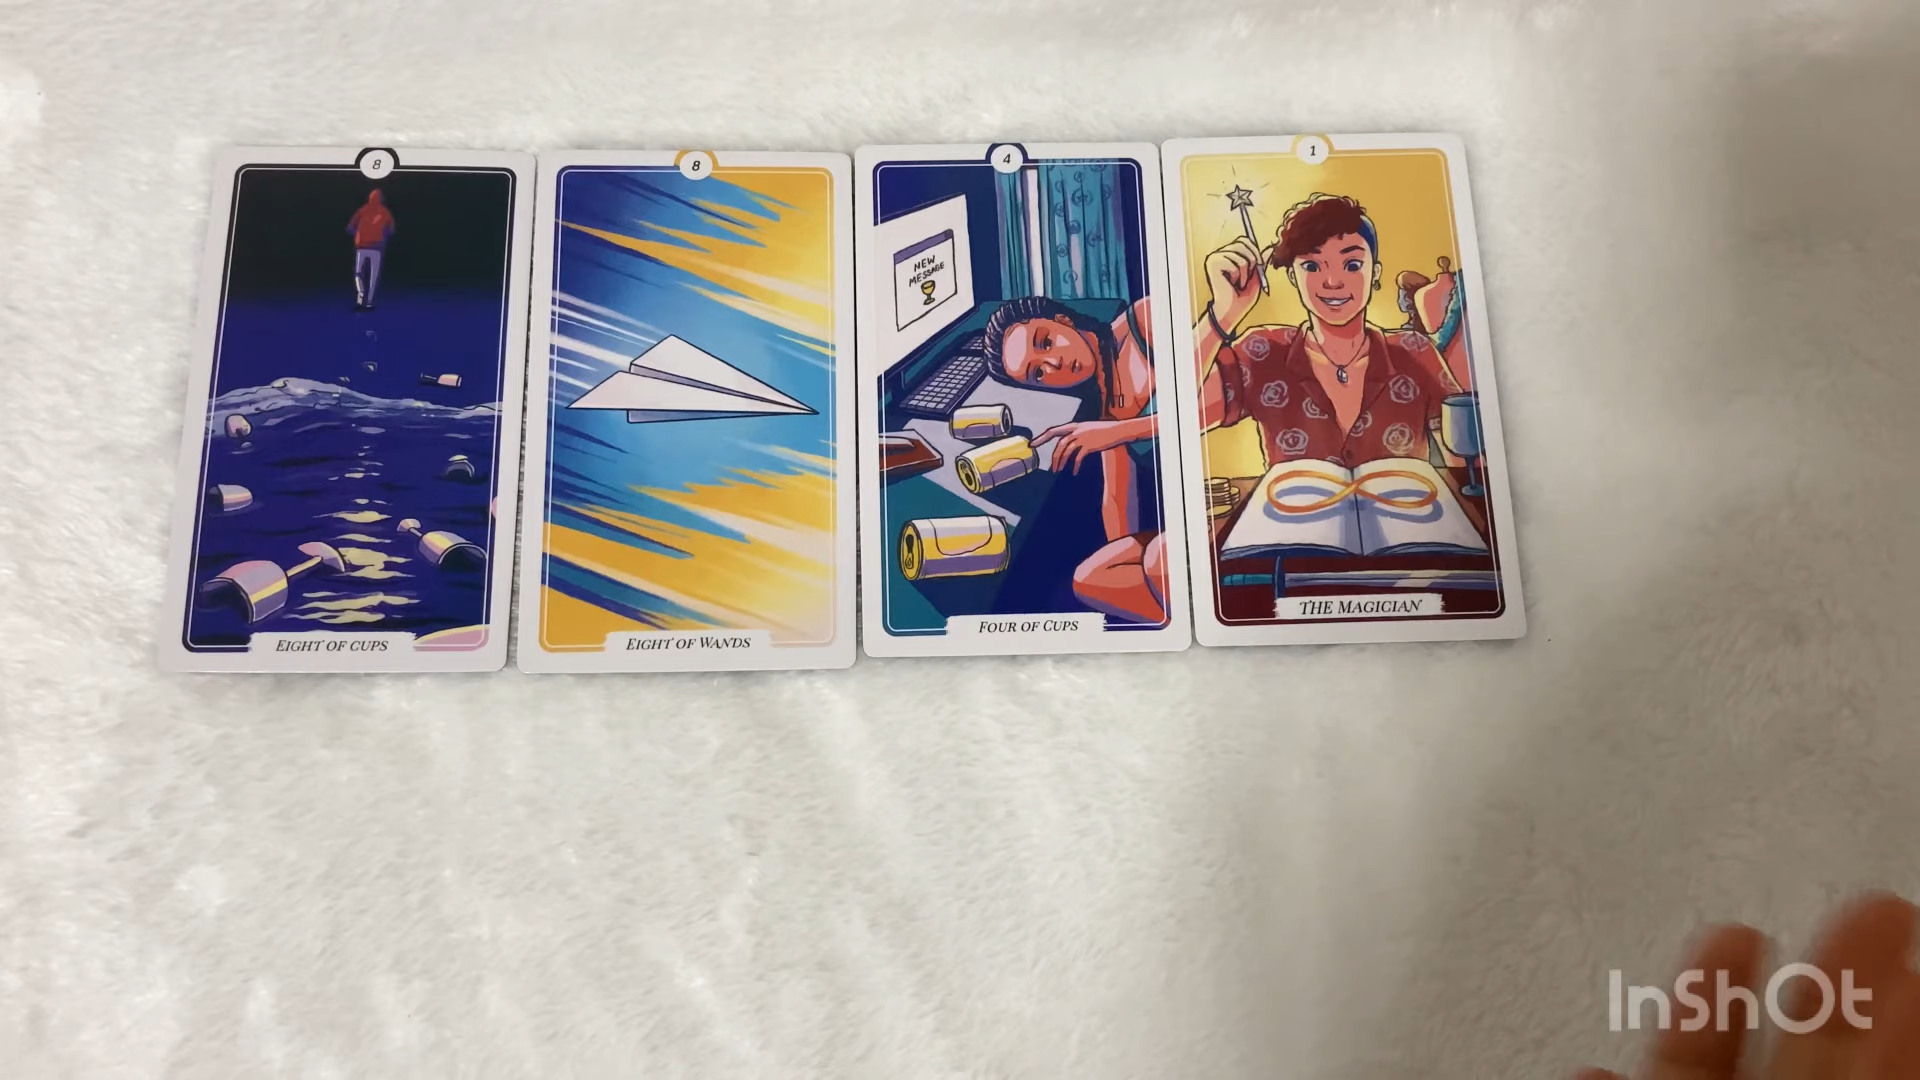 8
8
4
1
NEW
MESSAGE
EIGHT OF CUPS
EIGHT OF WANDS
FOUR OF CUPS
THE MAGICIAN
InShOt